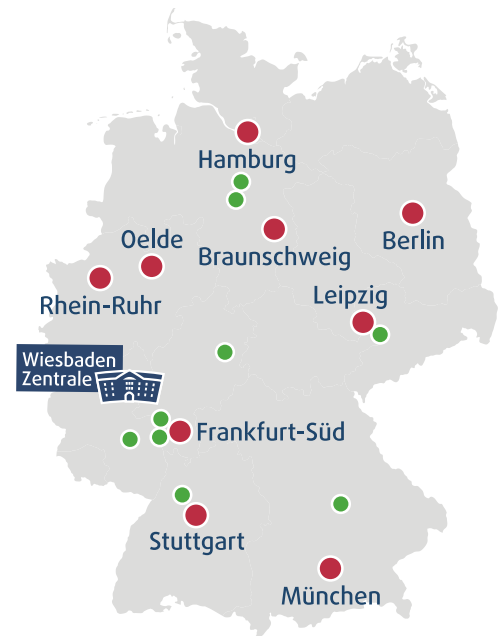 Hamburg
Oelde
Braunschweig
Berlin
Rhein-Ruhr
Leipzig
Wiesbaden
Zentrale
Frankfurt-Süd
Stuttgart
München